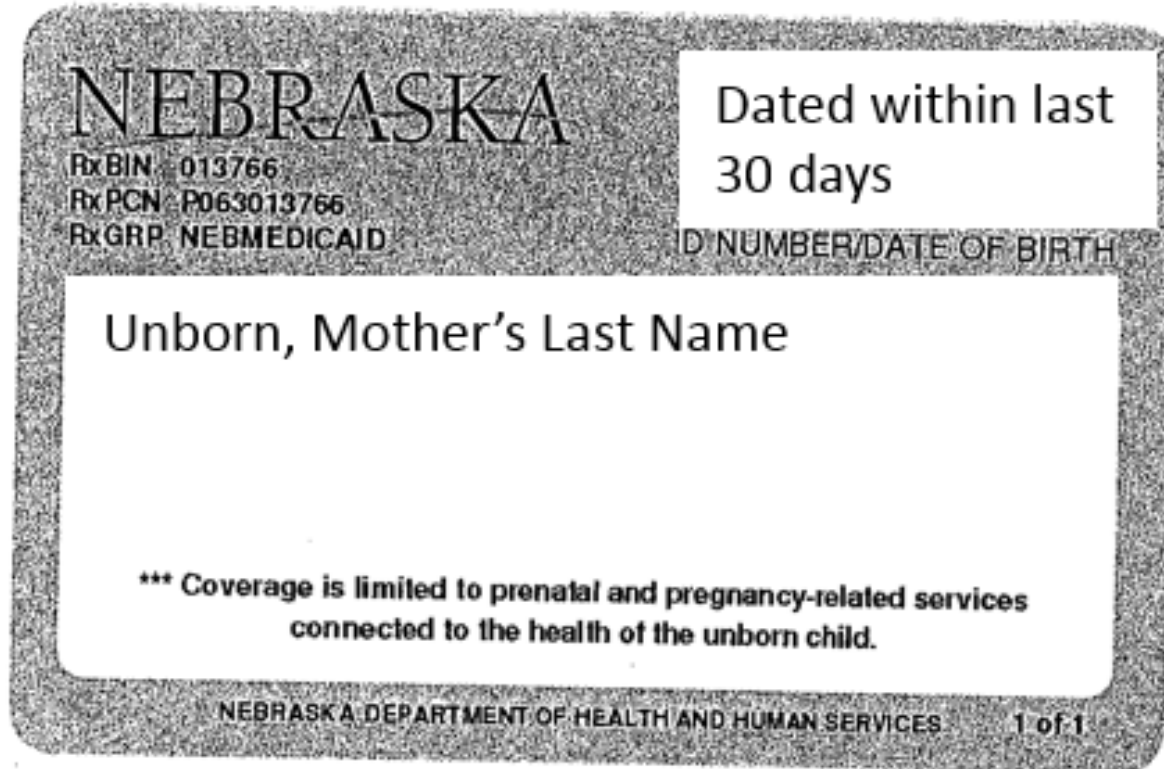 NEBRASKA
RxBIN 013766
RxPCN P063013766
RxGRP NEBMEDICAID
Dated within last
30 days
D NUMBER/DATE OF BIRTH
Unborn, Mother's Last Name
*** Coverage is limited to prenatal and pregnancy-related services
connected to the health of the unborn child.
NEBRASKA DEPARTMENT OF HEALTH AND HUMAN SERVICES 1 of 1